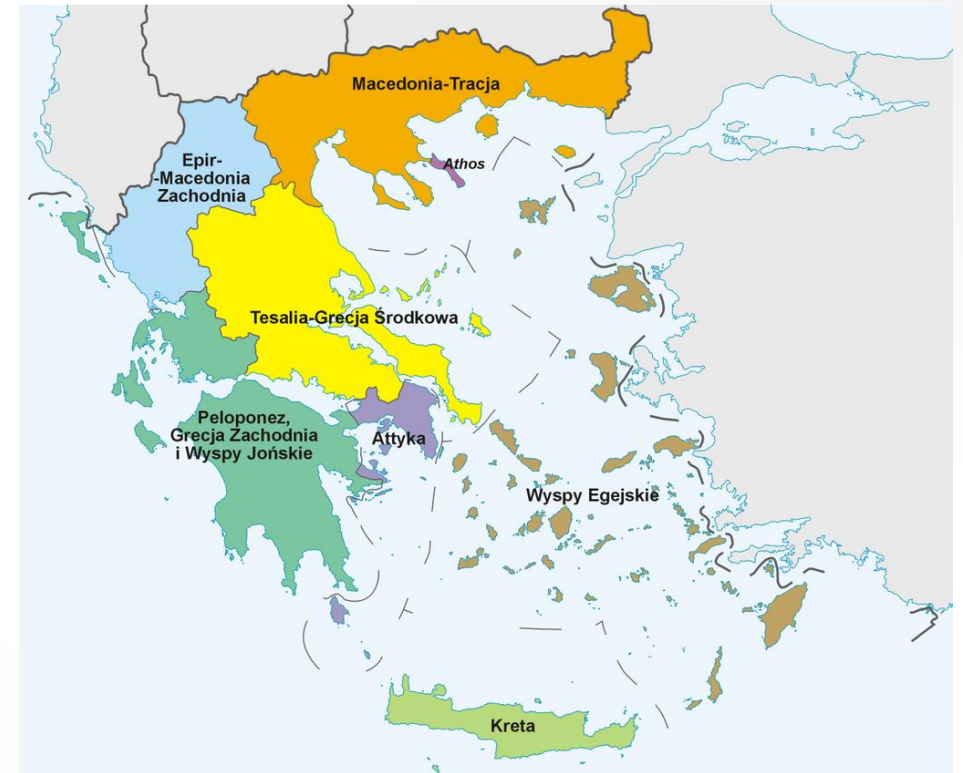 Macedonia-Tracja
Athos
Epir-
-Macedonia
Zachodnia
Tesalia-Grecja Środkowa
Peloponez,
Grecja Zachodnia
i Wyspy Jońskie
Attyka
Wyspy Egejskie
Kreta